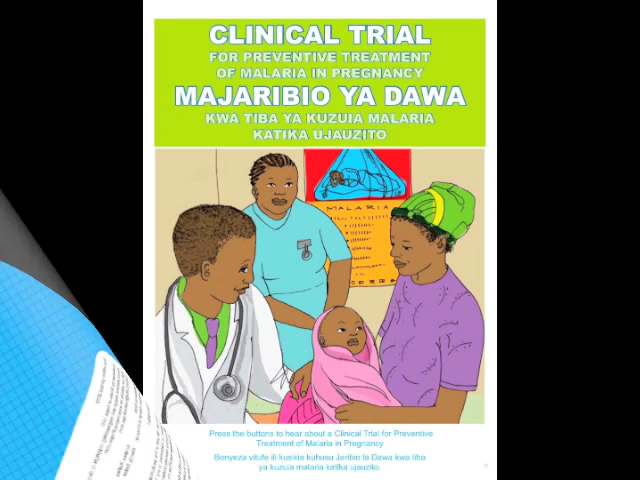 CLINICAL TRIAL
FOR PREVENTIVE TREATMENT
OF MALARIA IN PREGNANCY
MAJARIBIO YA DAWA
KWA TIBA YA KUZUIA MALARIA
KATIKA UJAUZITO
MALARIA
Press the buttons to hear about a Clinical Trial for Preventive
Treatment of Malaria in Pregnancy
Bonyeza vitufe ili kusikia kuhusu Jaribio la Dawa kwa tiba
ya kuzuia malaria katika ujauzito.